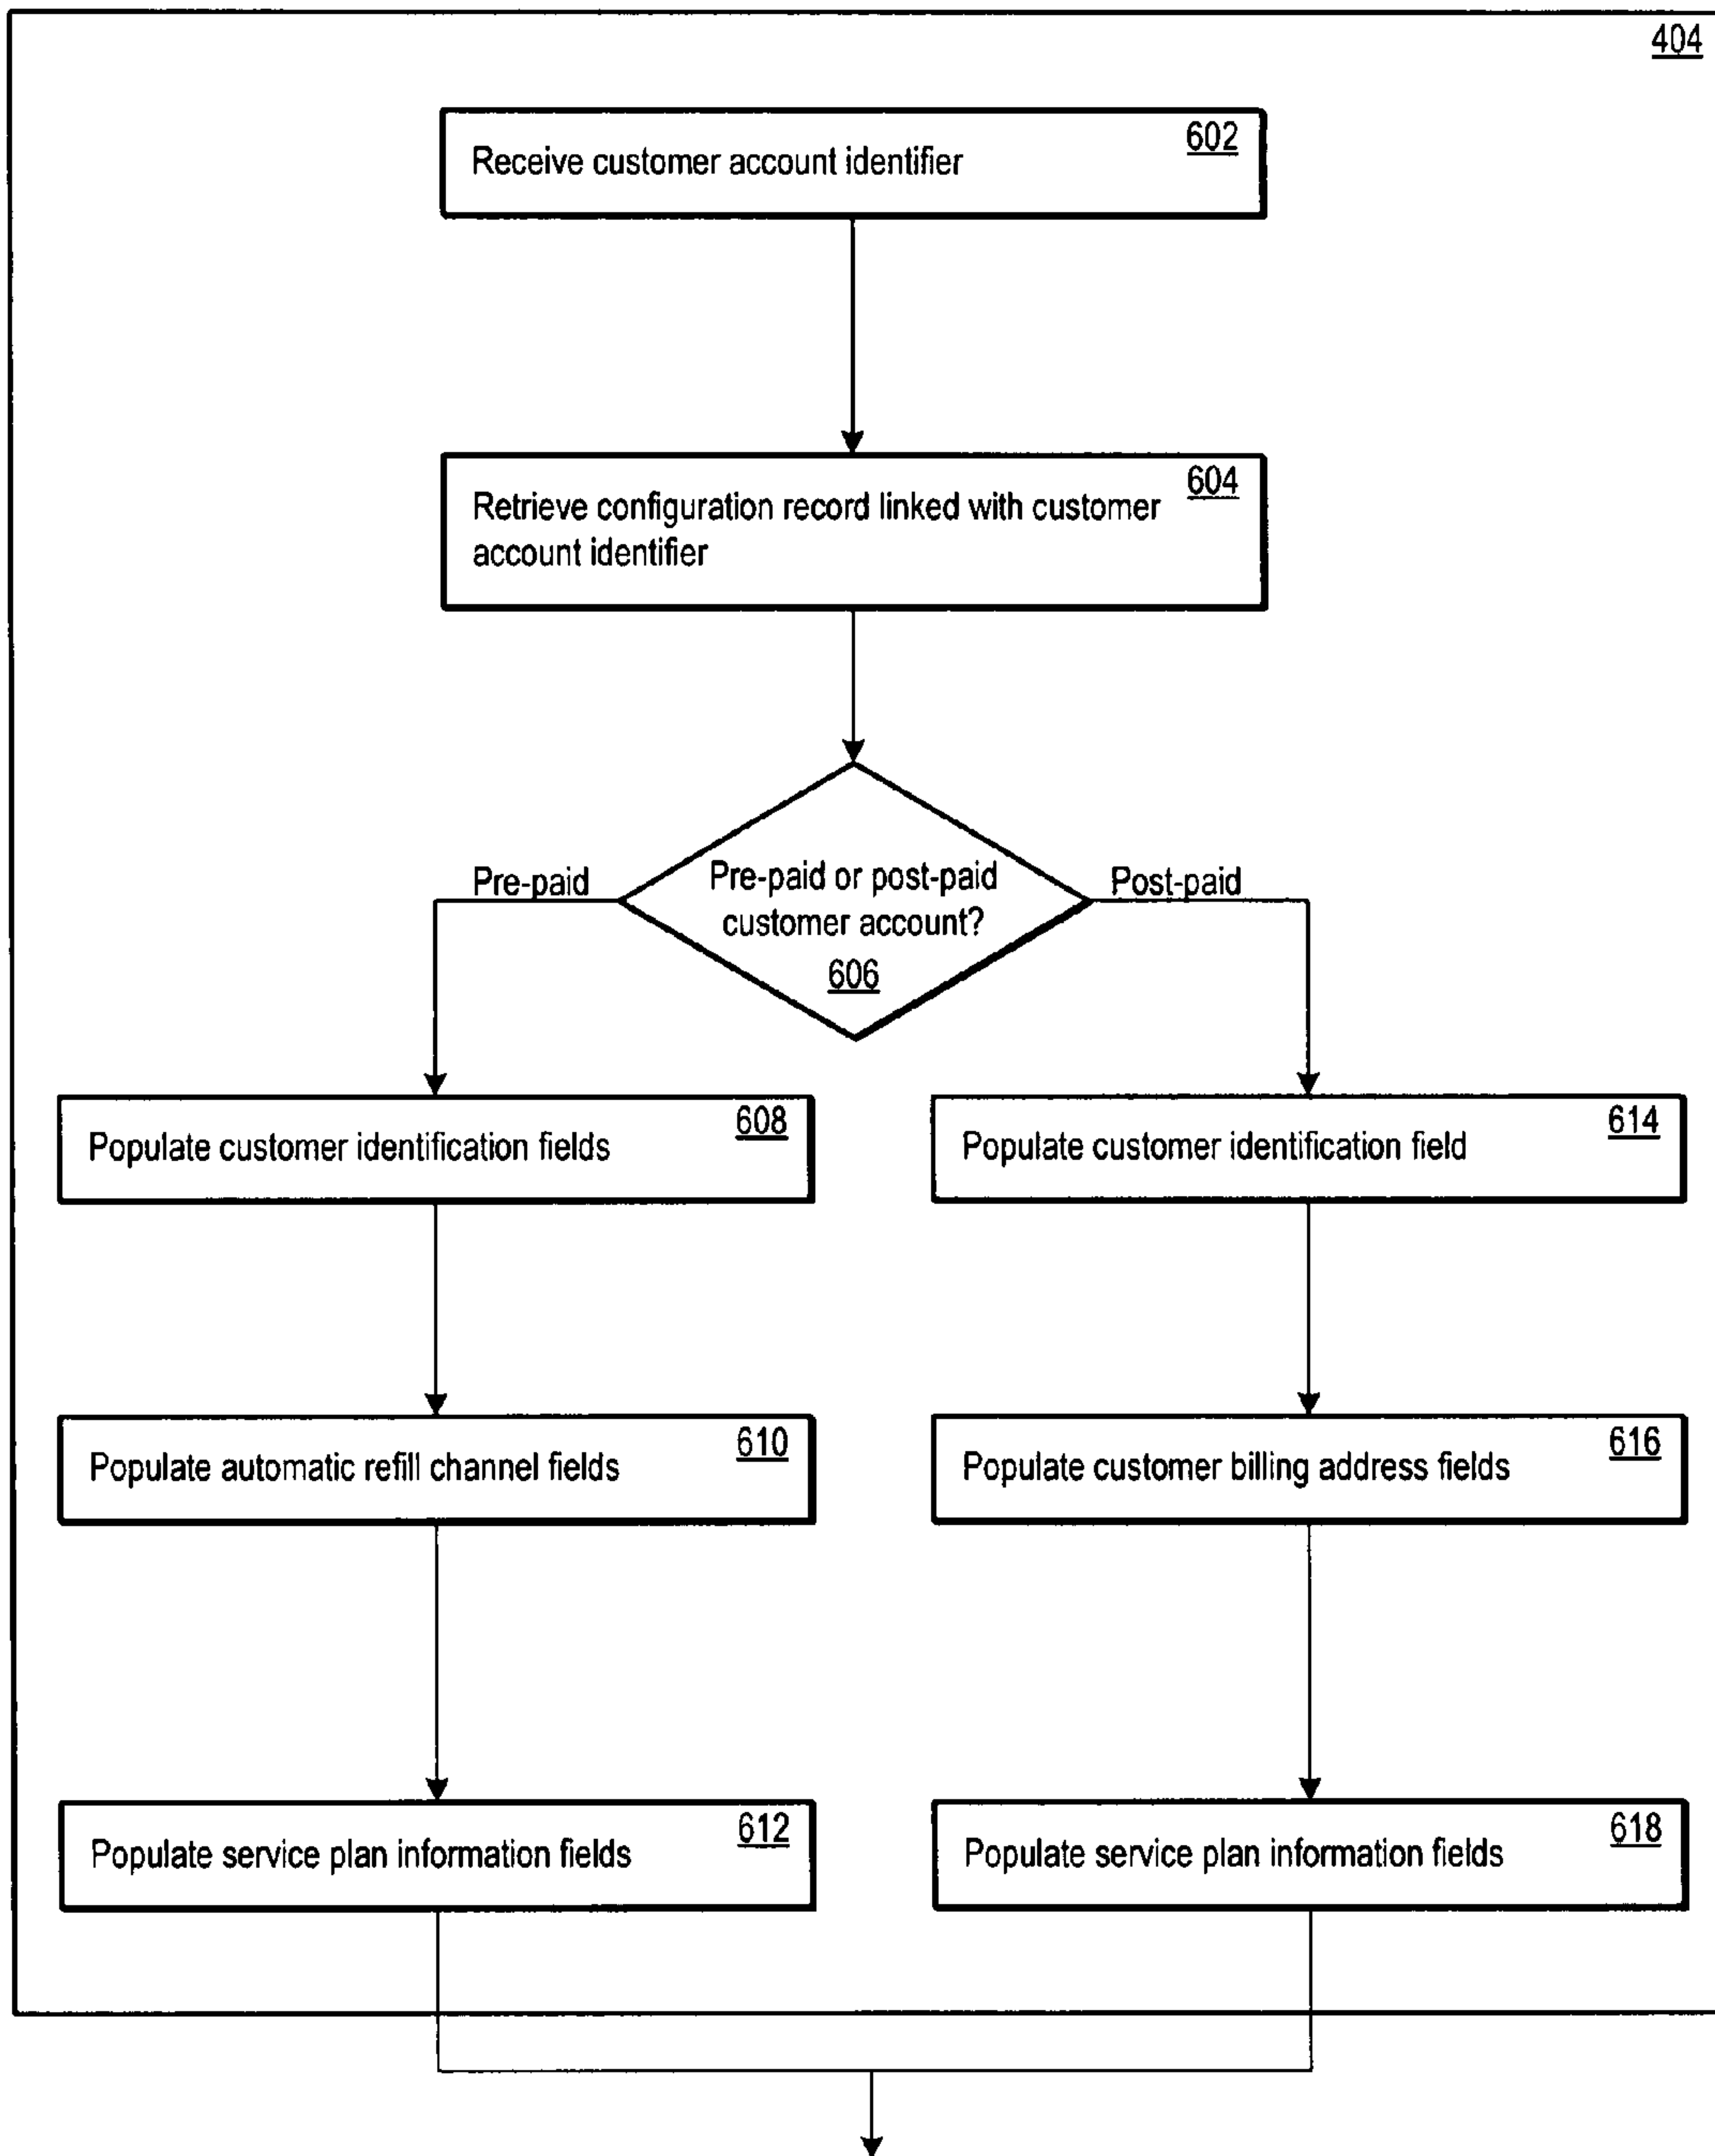 404
602
Receive customer account identifier
604
Retrieve configuration record linked with customer
account identifier
Pre-paid
Pre-paid or post-paid
customer account?
606
Post-paid
608
Populate customer identification fields
614
Populate customer identification field
610
Populate automatic refill channel fields
616
Populate customer billing address fields
612
Populate service plan information fields
618
Populate service plan information fields